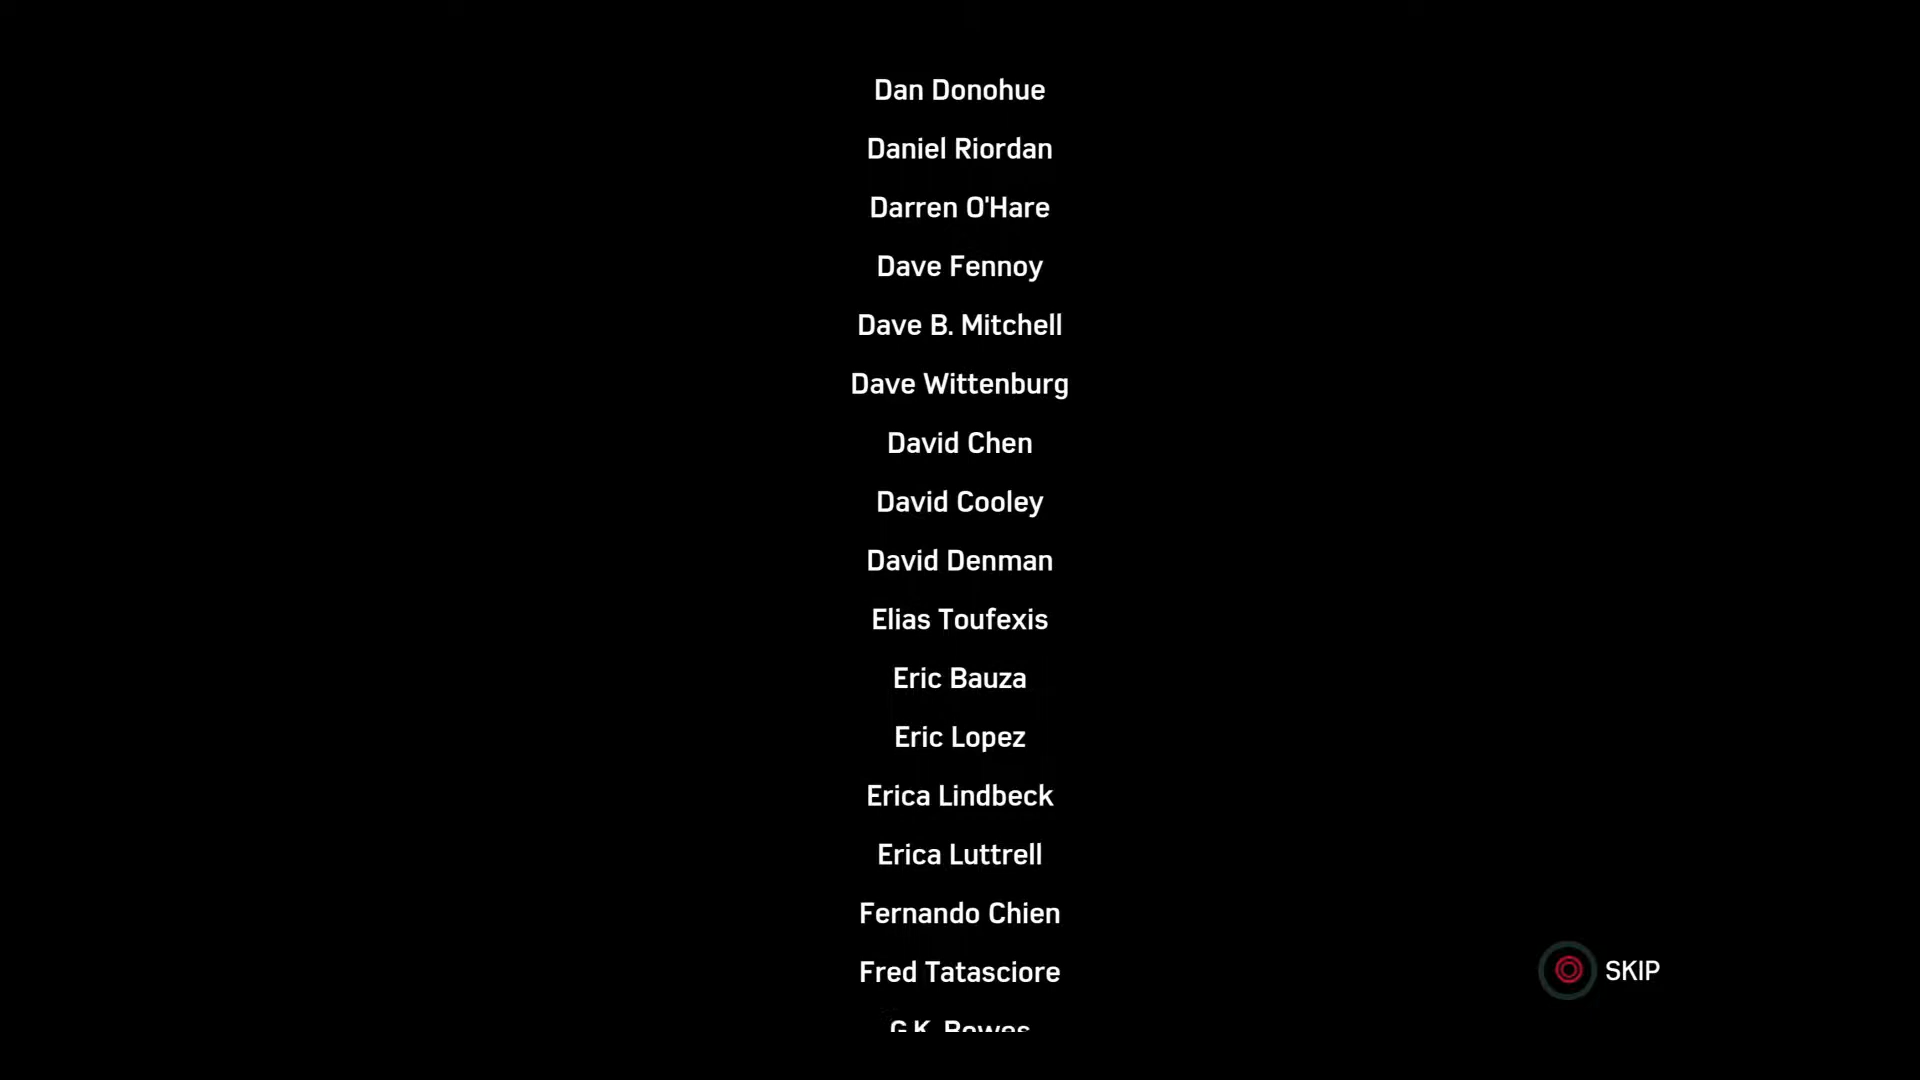 Dan Donohue
Daniel Riordan
Darren O'Hare
Dave Fennoy
Dave B. Mitchell
Dave Wittenburg
David Chen
David Cooley
David Denman
Elias Toufexis
Eric Bauza
Eric Lopez
Erica Lindbeck
Erica Luttrell
Fernando Chien
Fred Tatasciore
SKIP
G.K. Bowes